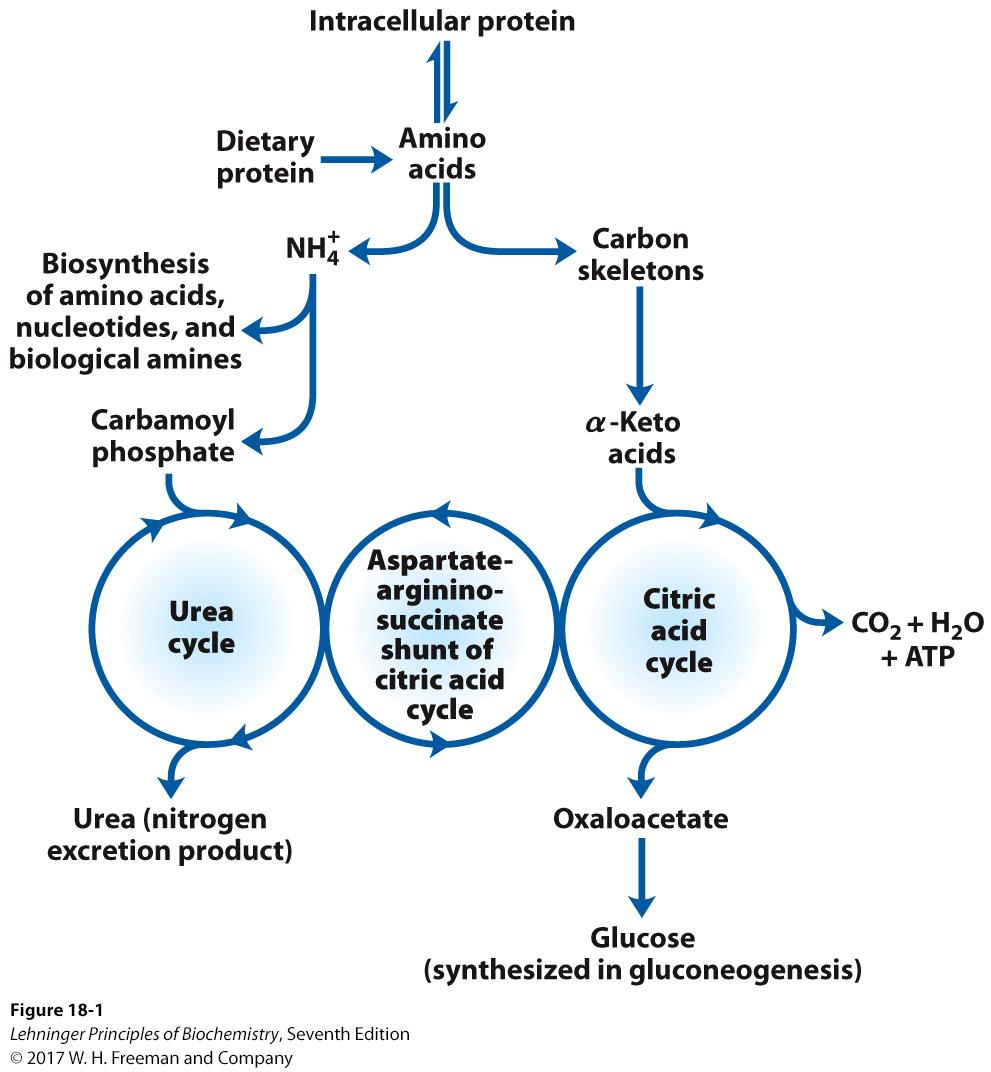 Intracellular protein
Dietary
protein
Amino
acids
NH₄⁺
Carbon
skeletons
Biosynthesis
of amino acids,
nucleotides, and
biological amines
Carbamoyl
phosphate
α-Keto
acids
Urea
cycle
Aspartate-
arginino-
succinate
shunt of
citric acid
cycle
Citric
acid
cycle
CO₂ + H₂O
+ ATP
Urea (nitrogen
excretion product)
Oxaloacetate
Glucose
(synthesized in gluconeogenesis)
Figure 18-1
Lehninger Principles of Biochemistry, Seventh Edition
© 2017 W. H. Freeman and Company